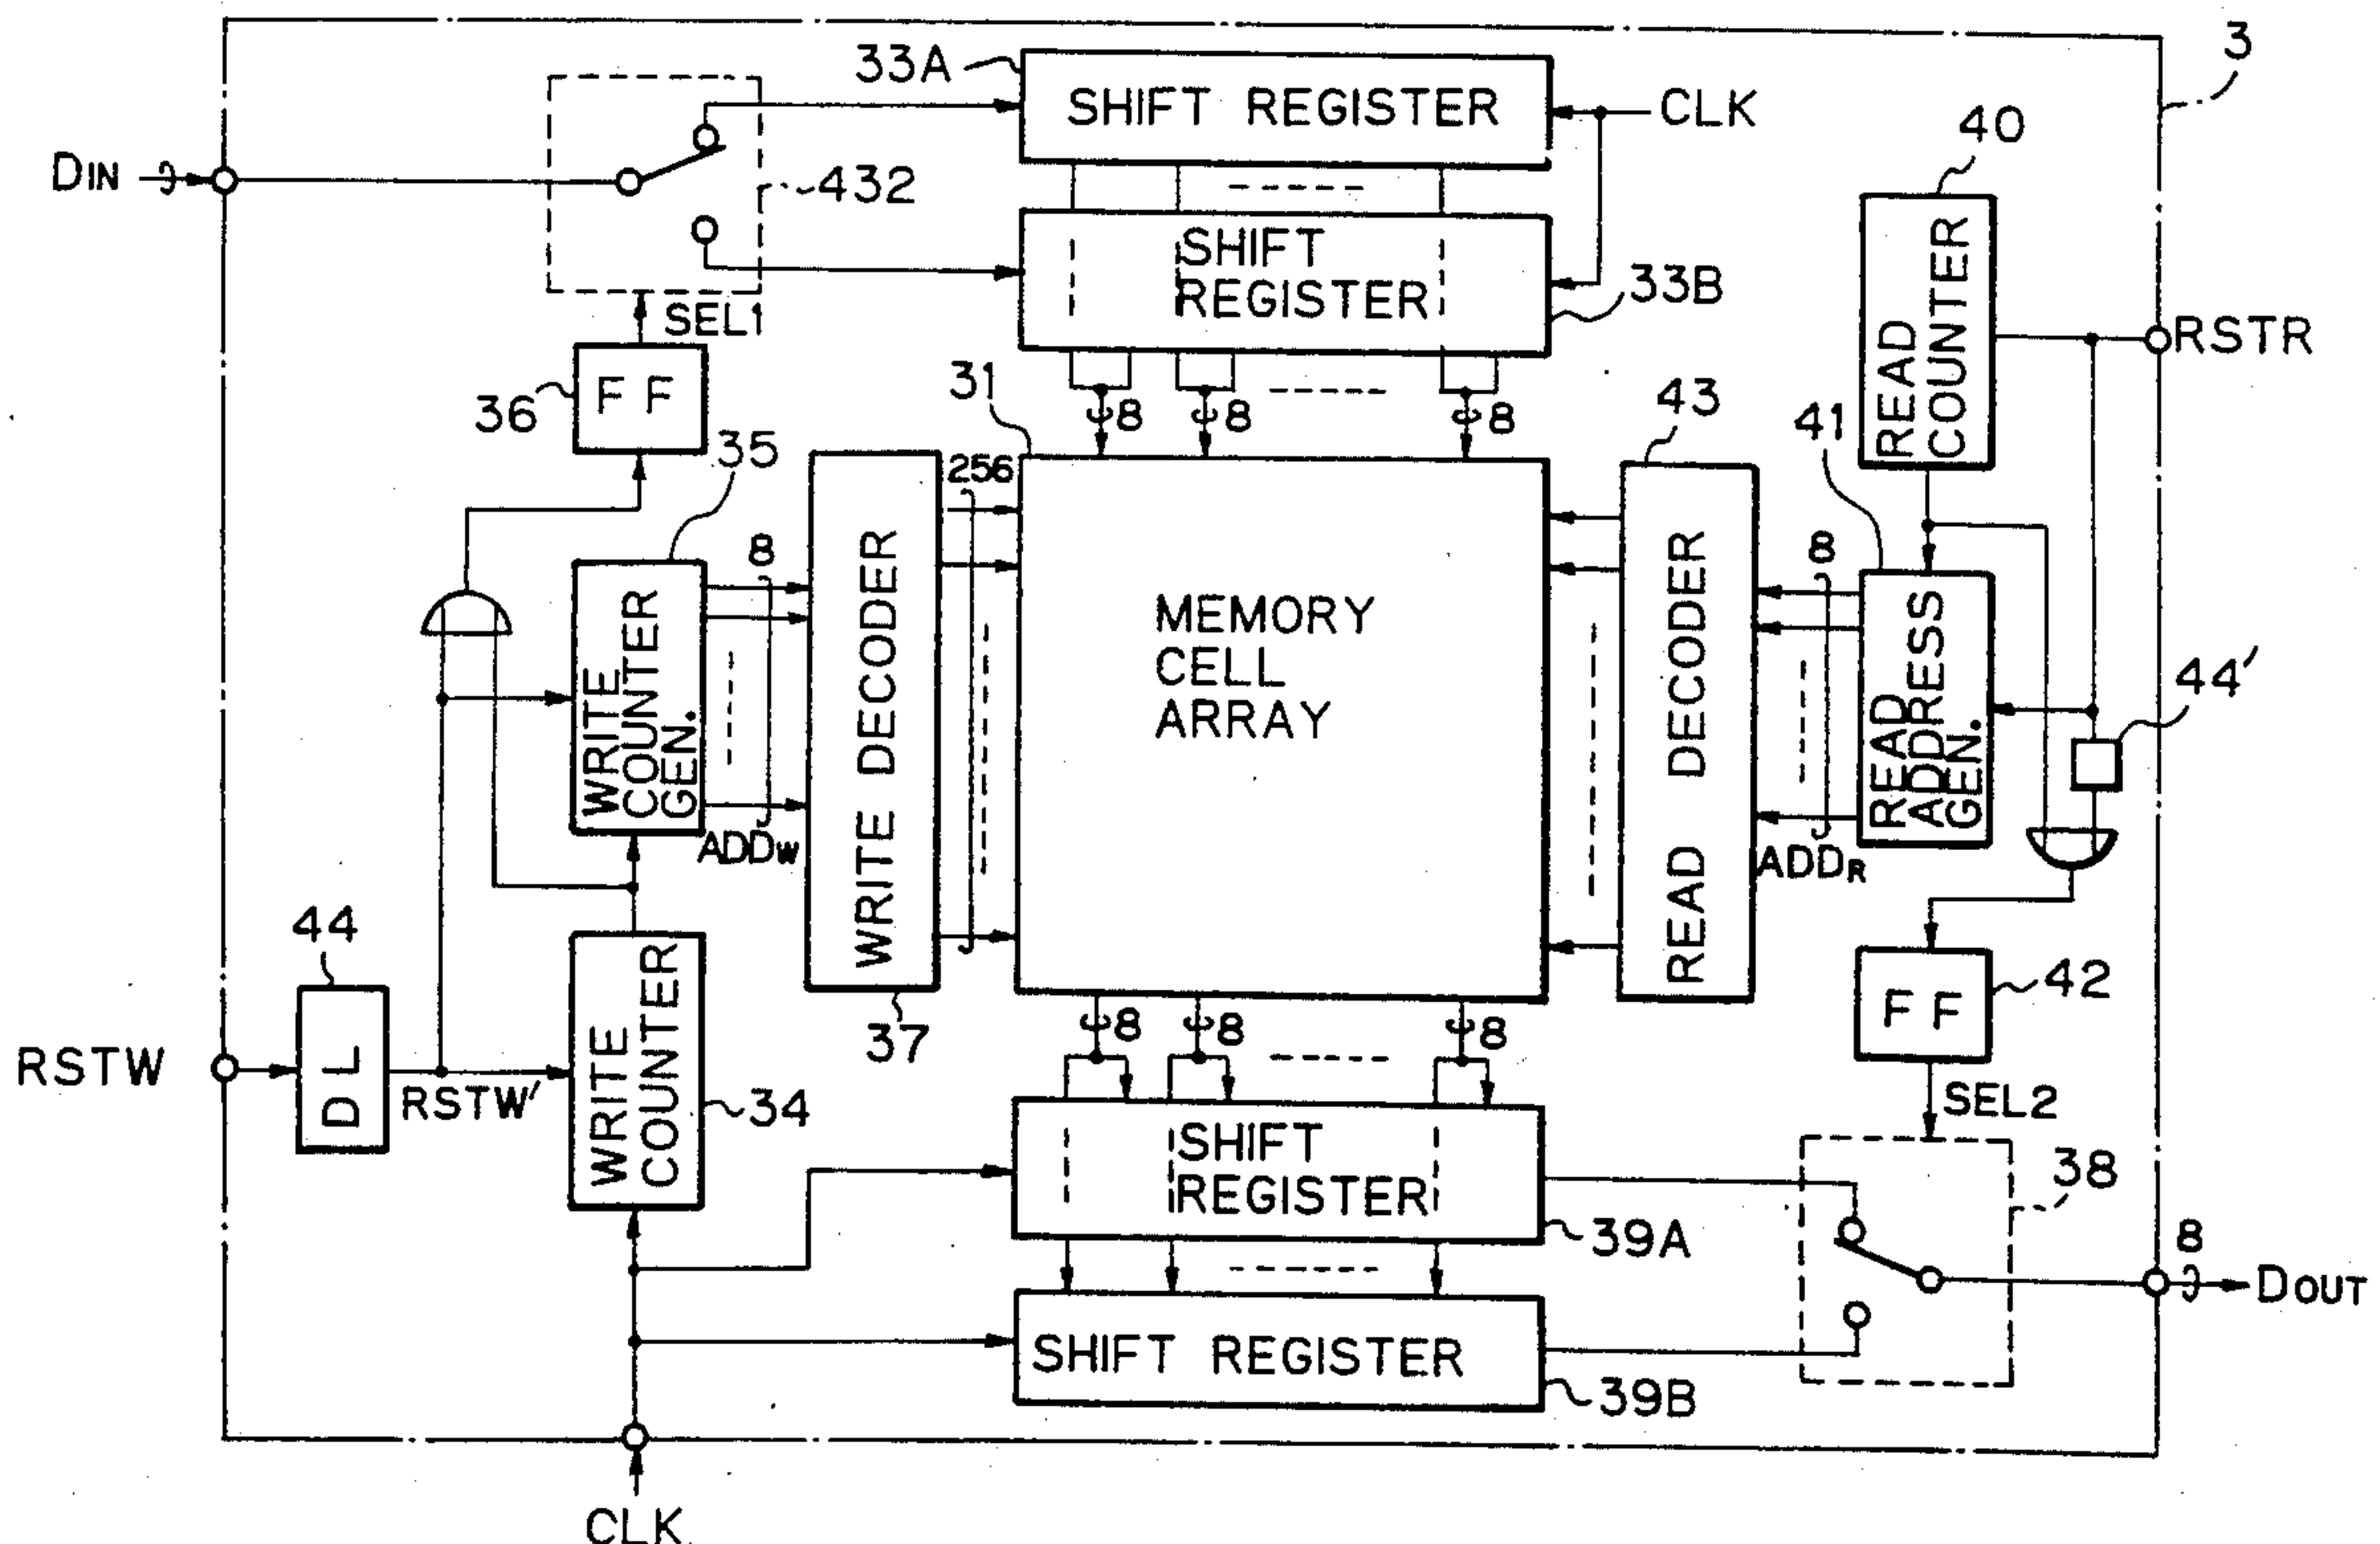 3
33A
SHIFT REGISTER
CLK
40
DIN
432
READ
COUNTER
SHIFT
REGISTER
33B
SEL1
RSTR
36
F F
31
8
8
8
43
41
35
256
8
WRITE
COUNTER
GEN.
WRITE DECODER
MEMORY
CELL
ARRAY
READ DECODER
8
READ
ADDRESS
GEN.
44'
ADDW
ADDR
44
DL
RSTW
RSTW'
WRITE
COUNTER
34
37
8
8
8
F F
42
SEL2
SHIFT
REGISTER
39A
38
8
DOUT
SHIFT REGISTER
39B
CLK